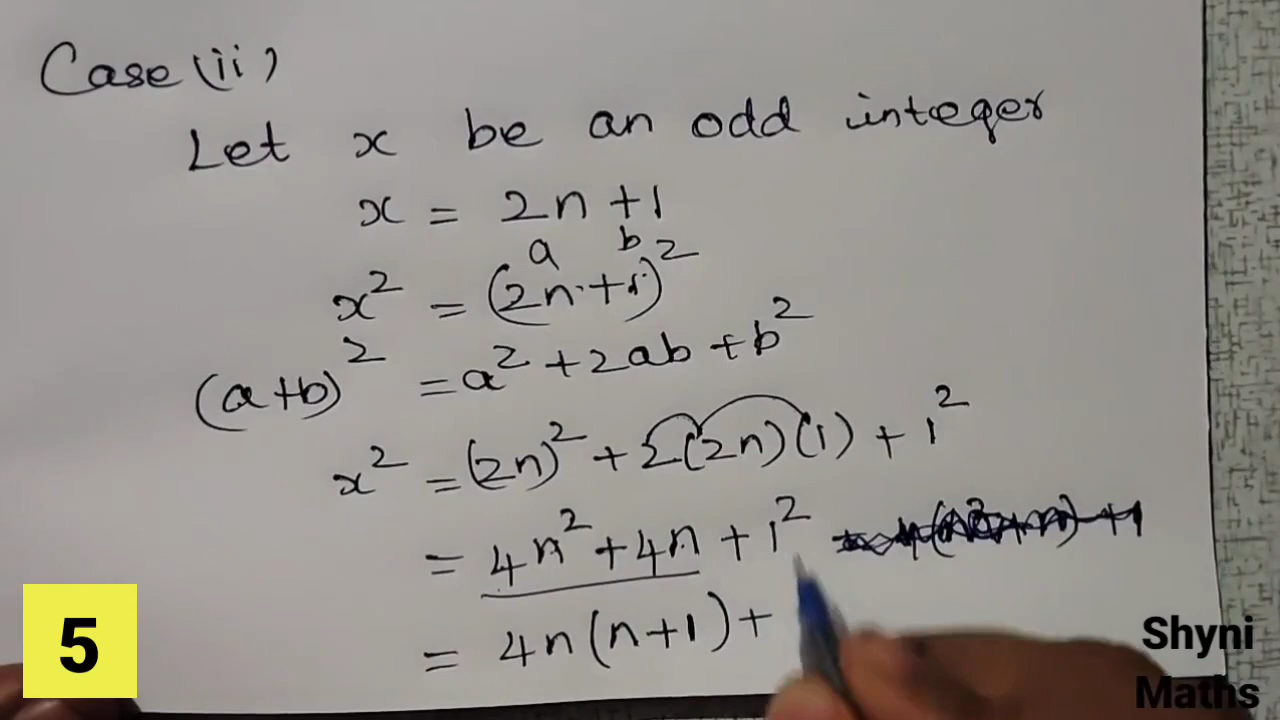 Case (ii)
Let x be an odd integer
x = 2n + 1
a b
x² = (2n + 1)²
(a+b)² = a² + 2ab + b²
x² = (2n)² + 2(2n)(1) + 1²
= 4n² + 4n + 1²
= 4n(n+1) +
5
Shyni
Maths